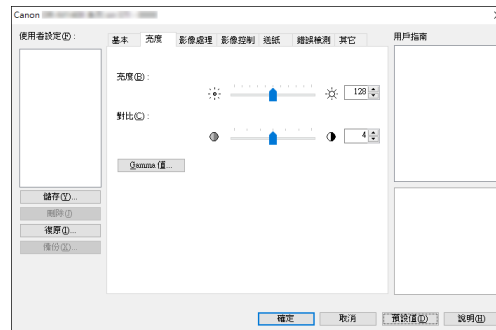 Canon
使用者設定(P):
基本 亮度 影像處理 影像控制 送紙 錯誤檢測 其它
用戶指南
亮度(B):
128
對比(C):
4
Gamma 值...
儲存(Y)...
刪除(J)
復原(I)...
備份(X)...
確定 取消 預設值(D) 說明(H)